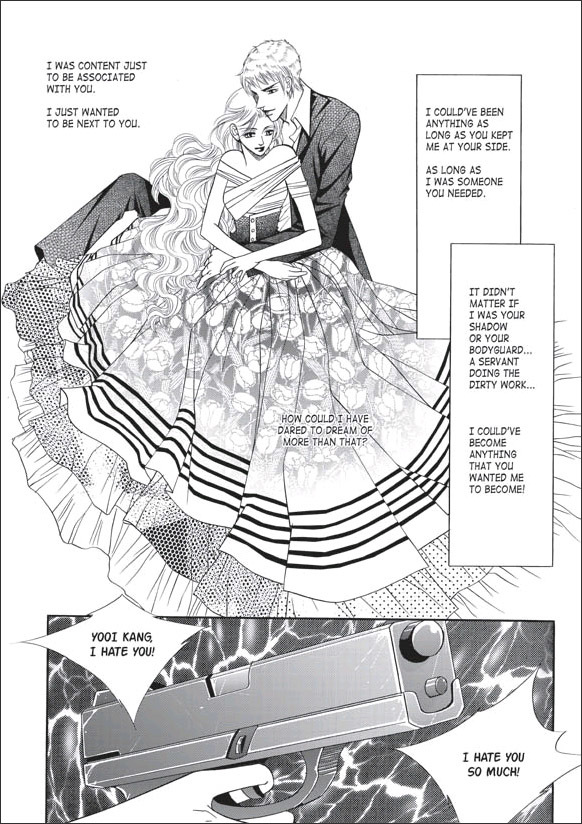 I WAS CONTENT JUST
TO BE ASSOCIATED
WITH YOU.
I JUST WANTED
TO BE NEXT TO YOU.
I COULD'VE BEEN
ANYTHING AS
LONG AS YOU KEPT
ME AT YOUR SIDE.
AS LONG AS
I WAS SOMEONE
YOU NEEDED.
IT DIDN'T
MATTER IF
I WAS YOUR
SHADOW
OR YOUR
BODYGUARD...
A SERVANT
DOING THE
DIRTY WORK...
I COULD'VE
BECOME
ANYTHING
THAT YOU
WANTED ME
TO BECOME!
HOW COULD I HAVE
DARED TO DREAM OF
MORE THAN THAT?
YOOI KANG,
I HATE YOU!
I HATE YOU
SO MUCH!